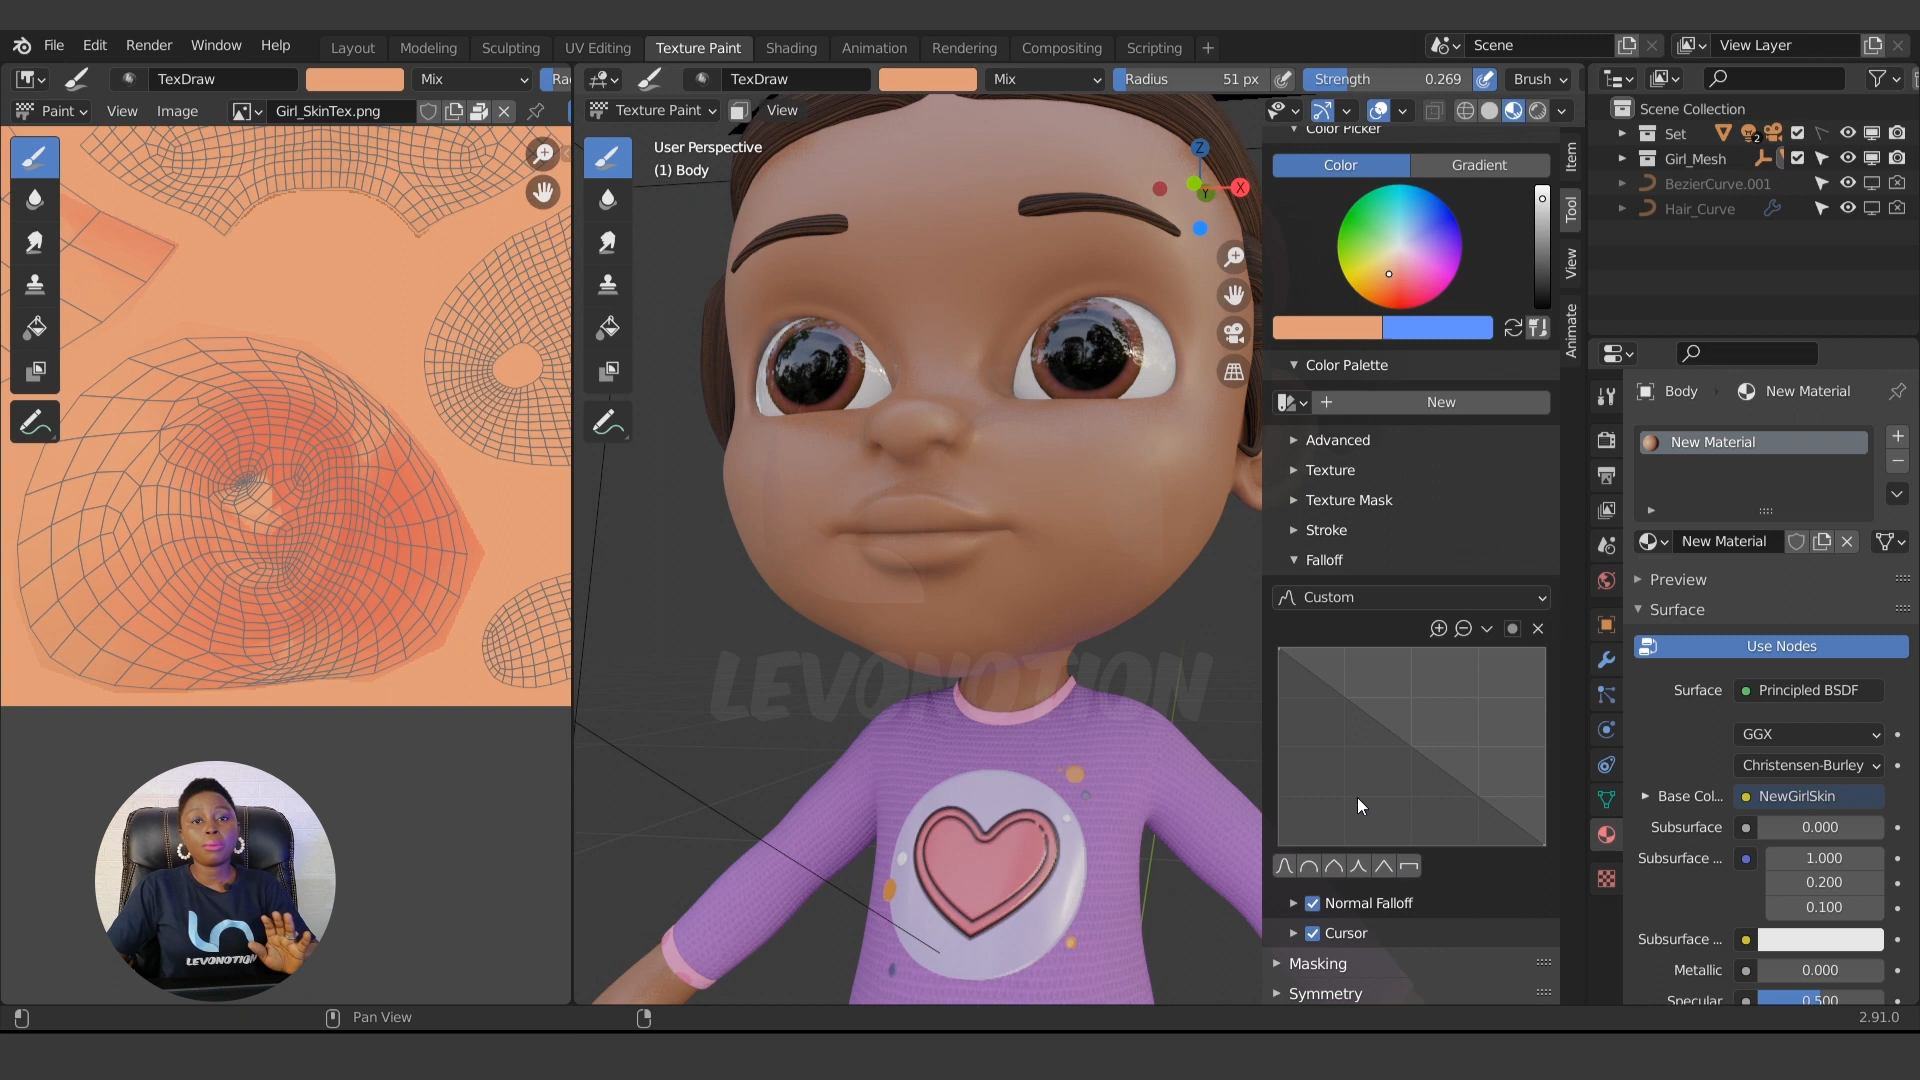 File Edit Render Window Help
Layout Modeling Sculpting UV Editing Texture Paint Shading Animation Rendering Compositing Scripting +
Scene
View Layer
TexDraw Mix Ra
TexDraw Mix Radius 51 px Strength 0.269 Brush
Paint View Image Girl_SkinTex.png
Texture Paint View
User Perspective
(1) Body
Z
X
Y
Color Picker
Color Gradient
Color Palette
+ New
Advanced
Texture
Texture Mask
Stroke
Falloff
Custom
Normal Falloff
Cursor
Masking
Symmetry
Item
Tool
View
Animate
Scene Collection
Set 2
Girl_Mesh
BezierCurve.001
Hair_Curve
Body New Material
New Material
New Material
Preview
Surface
Use Nodes
Surface Principled BSDF
GGX
Christensen-Burley
Base Col... NewGirlSkin
Subsurface 0.000
Subsurface ... 1.000
0.200
0.100
Subsurface ...
Metallic 0.000
Specular 0.500
LEVONOTION
LEVONOTION
Pan View
2.91.0